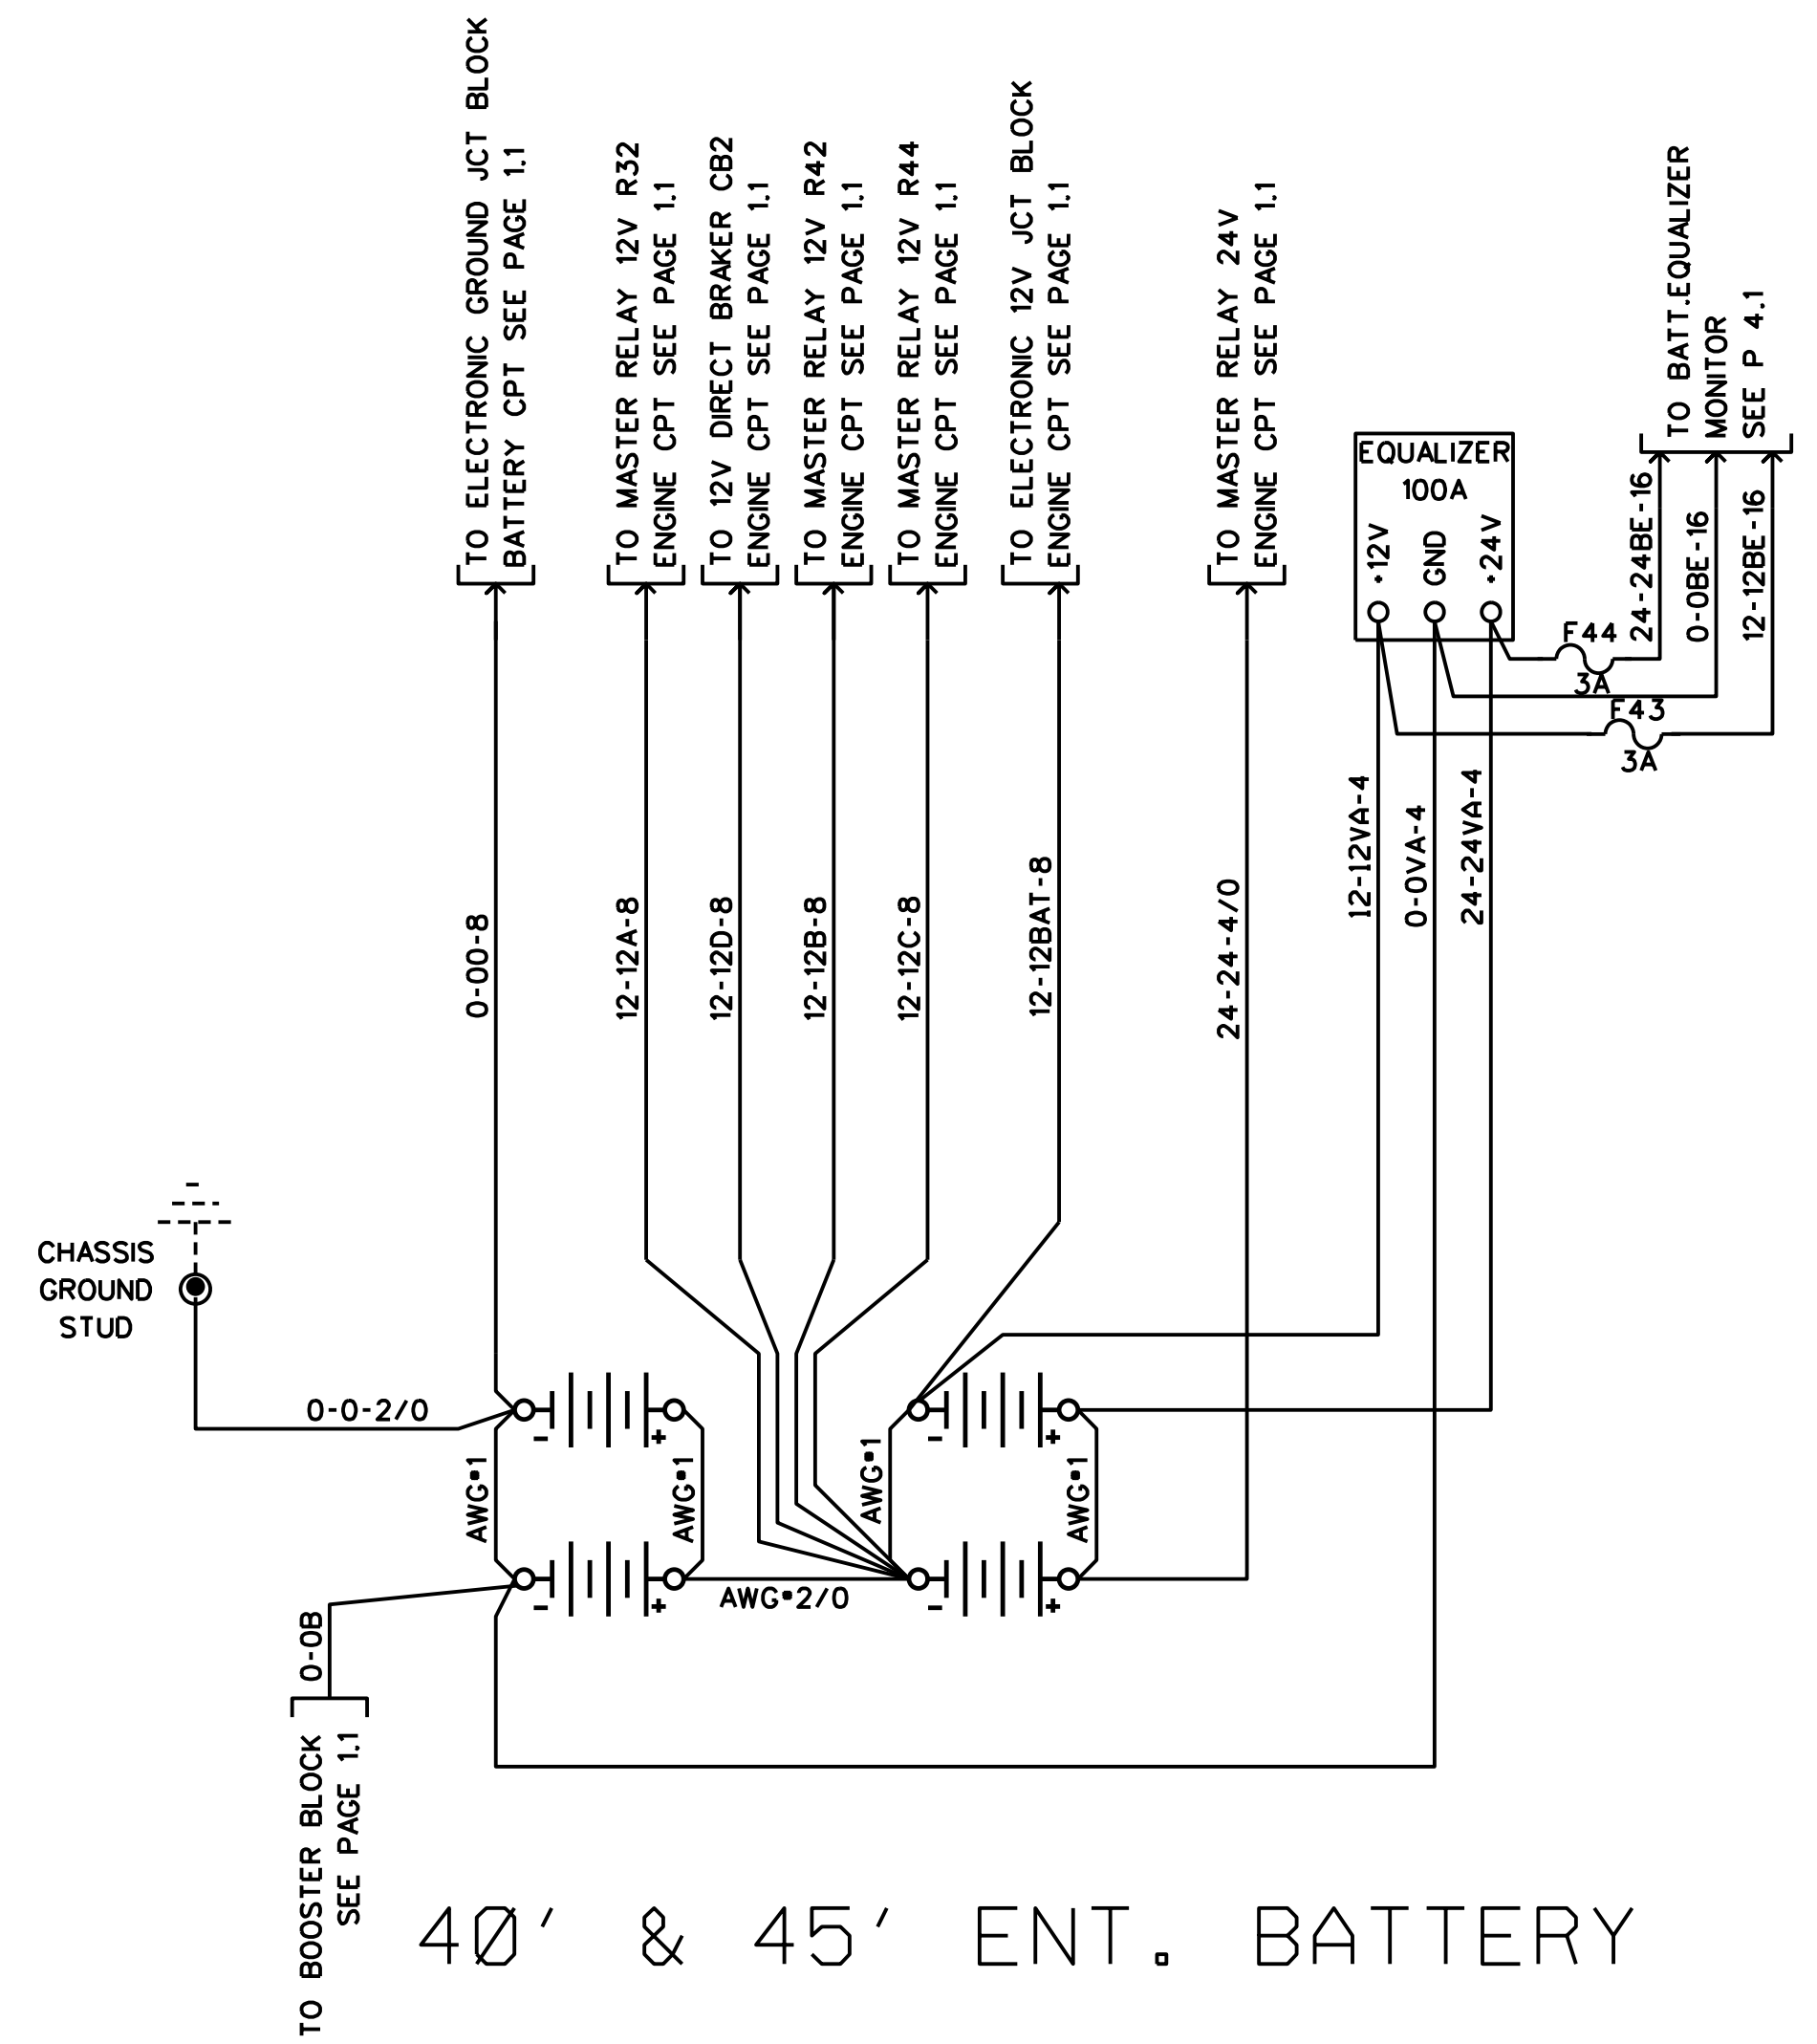 TO ELECTRONIC GROUND JCT BLOCK
BATTERY CPT SEE PAGE 1.1
TO MASTER RELAY 12V R32
ENGINE CPT SEE PAGE 1.1
TO 12V DIRECT BRAKER CB2
ENGINE CPT SEE PAGE 1.1
TO MASTER RELAY 12V R42
ENGINE CPT SEE PAGE 1.1
TO MASTER RELAY 12V R44
ENGINE CPT SEE PAGE 1.1
TO ELECTRONIC 12V JCT BLOCK
ENGINE CPT SEE PAGE 1.1
TO MASTER RELAY 24V
ENGINE CPT SEE PAGE 1.1
TO BATT.EQUALIZER
MONITOR
SEE P 4.1
EQUALIZER
100A
+12V
GND
+24V
24-24BE-16
0-0BE-16
12-12BE-16
F44
3A
F43
3A
12-12VA-4
0-0VA-4
24-24VA-4
0-00-8
12-12A-8
12-12D-8
12-12B-8
12-12C-8
12-12BAT-8
24-24-4/0
CHASSIS
GROUND
STUD
0-0-2/0
- +
- +
AWG•1
AWG•1
AWG•1
AWG•1
- +
- +
AWG•2/0
0-0B
TO BOOSTER BLOCK
SEE PAGE 1.1
40' & 45' ENT. BATTERY